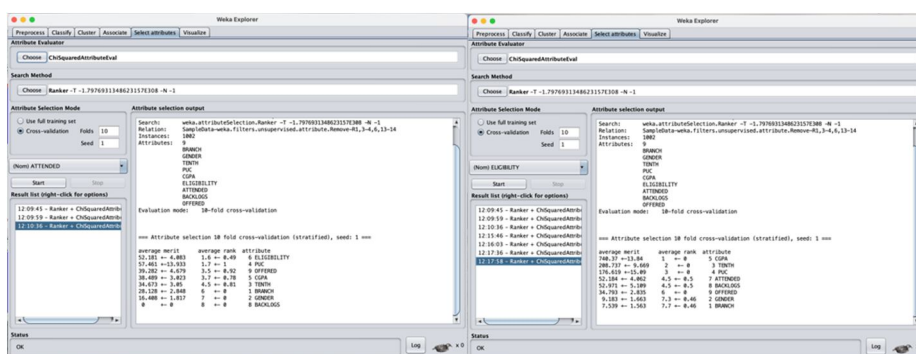 Weka Explorer
Preprocess Classify Cluster Associate Select attributes Visualize
Attribute Evaluator
Choose ChiSquaredAttributeEval
Search Method
Choose Ranker -T -1.7976931348623157E308 -N -1
Attribute Selection Mode
Use full training set
Cross-validation Folds 10
Seed 1
(Nom) ATTENDED
Start Stop
Result list (right-click for options)
12:09:45 - Ranker + ChiSquaredAttrib
12:09:59 - Ranker + ChiSquaredAttrib
12:10:36 - Ranker + ChiSquaredAttrib
Attribute selection output
Search: weka.attributeSelection.Ranker -T -1.7976931348623157E308 -N -1
Relation: SampleData-weka.filters.unsupervised.attribute.Remove-R1,3-4,6,13-14
Instances: 1002
Attributes: 9
BRANCH
GENDER
TENTH
PUC
CGPA
ELIGIBILITY
ATTENDED
BACKLOGS
OFFERED
Evaluation mode: 10-fold cross-validation
=== Attribute selection 10 fold cross-validation (stratified), seed: 1 ===
average merit average rank attribute
52.181 +- 4.083 1.6 +- 0.49 6 ELIGIBILITY
57.461 +-13.933 1.7 +- 1 4 PUC
39.282 +- 4.679 3.5 +- 0.92 9 OFFERED
38.489 +- 3.023 3.7 +- 0.78 5 CGPA
34.673 +- 3.05 4.5 +- 0.81 3 TENTH
28.128 +- 2.848 6 +- 0 1 BRANCH
16.408 +- 1.817 7 +- 0 2 GENDER
0 +- 0 8 +- 0 8 BACKLOGS
Status
OK
Log
x 0
Weka Explorer
Preprocess Classify Cluster Associate Select attributes Visualize
Attribute Evaluator
Choose ChiSquaredAttributeEval
Search Method
Choose Ranker -T -1.7976931348623157E308 -N -1
Attribute Selection Mode
Use full training set
Cross-validation Folds 10
Seed 1
(Nom) ELIGIBILITY
Start Stop
Result list (right-click for options)
12:09:45 - Ranker + ChiSquaredAttrib
12:09:59 - Ranker + ChiSquaredAttrib
12:10:36 - Ranker + ChiSquaredAttrib
12:15:46 - Ranker + ChiSquaredAttrib
12:16:03 - Ranker + ChiSquaredAttrib
12:17:36 - Ranker + ChiSquaredAttrib
12:17:58 - Ranker + ChiSquaredAttrib
Attribute selection output
Search: weka.attributeSelection.Ranker -T -1.7976931348623157E308 -N -1
Relation: SampleData-weka.filters.unsupervised.attribute.Remove-R1,3-4,6,13-14
Instances: 1002
Attributes: 9
BRANCH
GENDER
TENTH
PUC
CGPA
ELIGIBILITY
ATTENDED
BACKLOGS
OFFERED
Evaluation mode: 10-fold cross-validation
=== Attribute selection 10 fold cross-validation (stratified), seed: 1 ===
average merit average rank attribute
740.37 +-13.84 1 +- 0 5 CGPA
208.737 +- 9.669 2 +- 0 3 TENTH
176.619 +-15.09 3 +- 0 4 PUC
52.184 +- 4.062 4.5 +- 0.5 7 ATTENDED
52.971 +- 5.109 4.5 +- 0.5 8 BACKLOGS
34.793 +- 2.835 6 +- 0 9 OFFERED
9.183 +- 1.663 7.3 +- 0.46 2 GENDER
7.539 +- 1.563 7.7 +- 0.46 1 BRANCH
Status
OK
Log